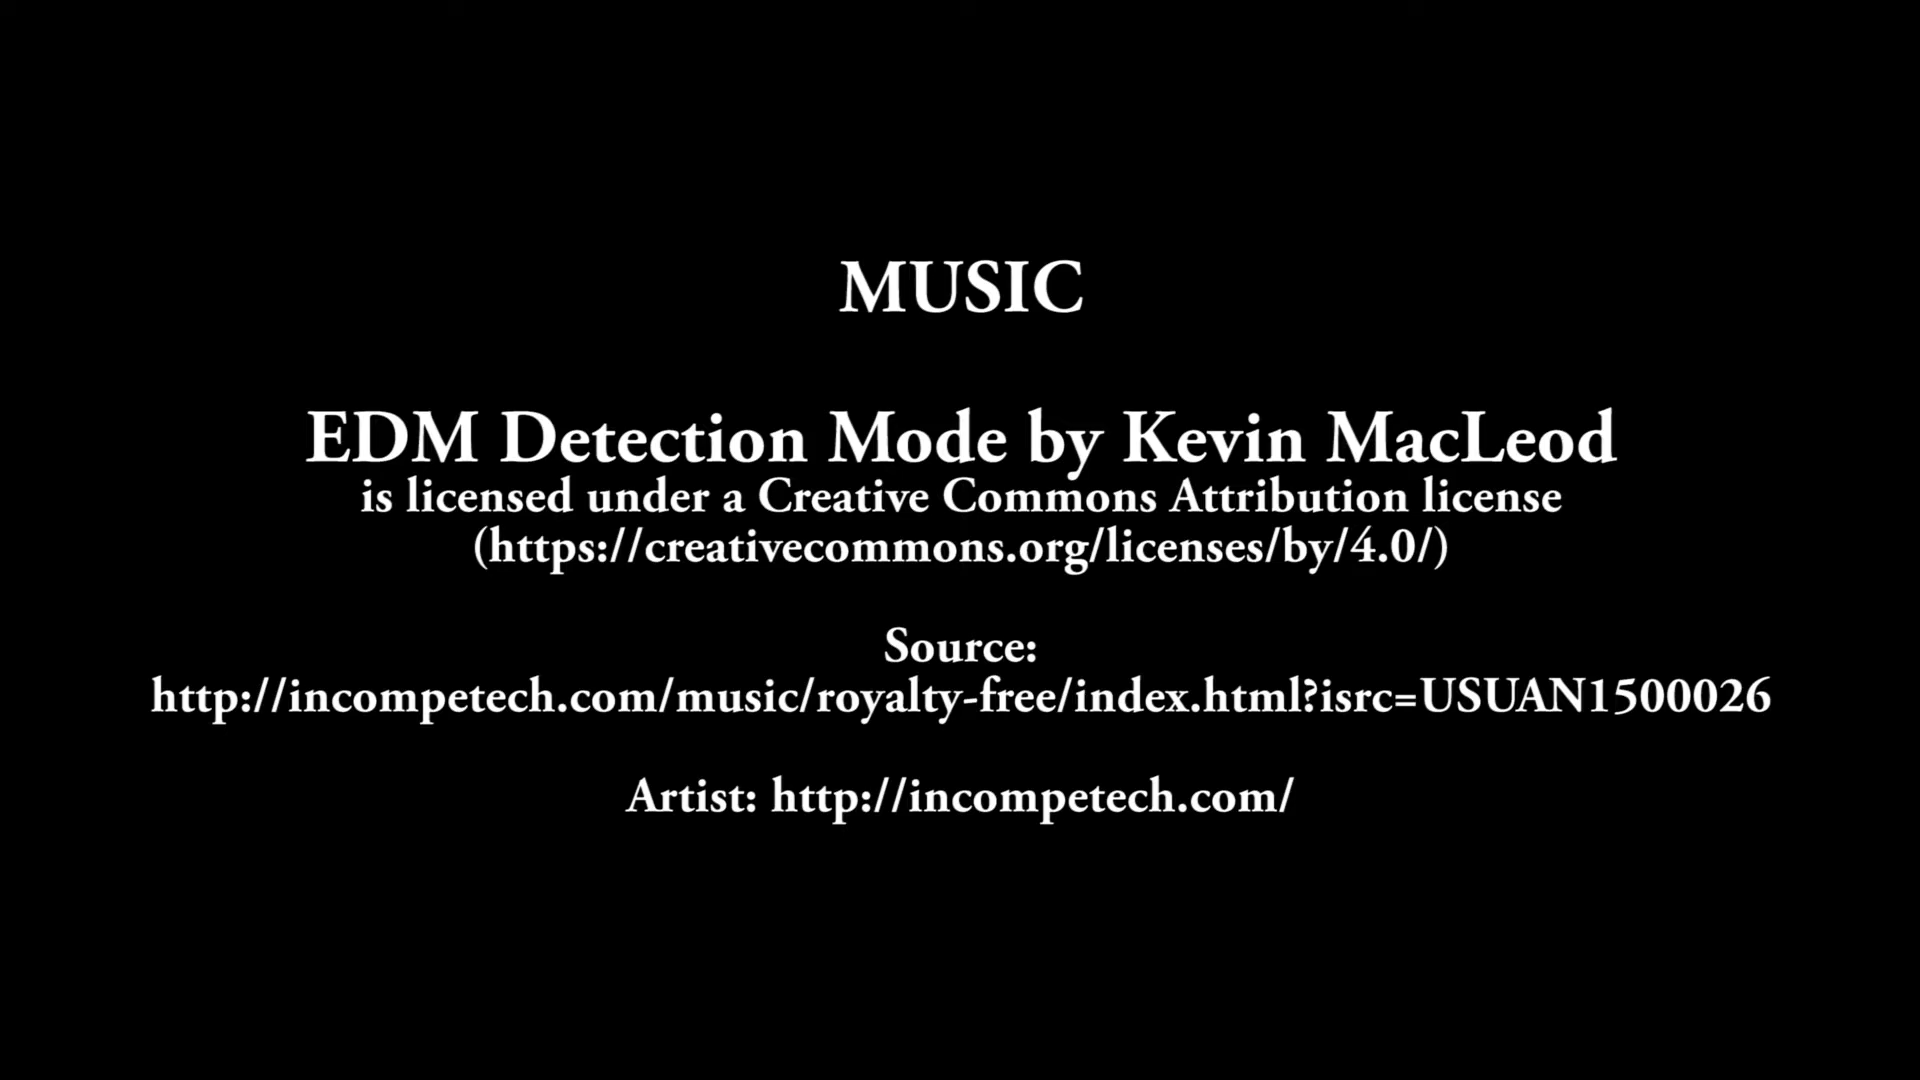 MUSIC
EDM Detection Mode by Kevin MacLeod
is licensed under a Creative Commons Attribution license
(https://creativecommons.org/licenses/by/4.0/)
Source:
http://incompetech.com/music/royalty-free/index.html?isrc=USUAN1500026
Artist: http://incompetech.com/